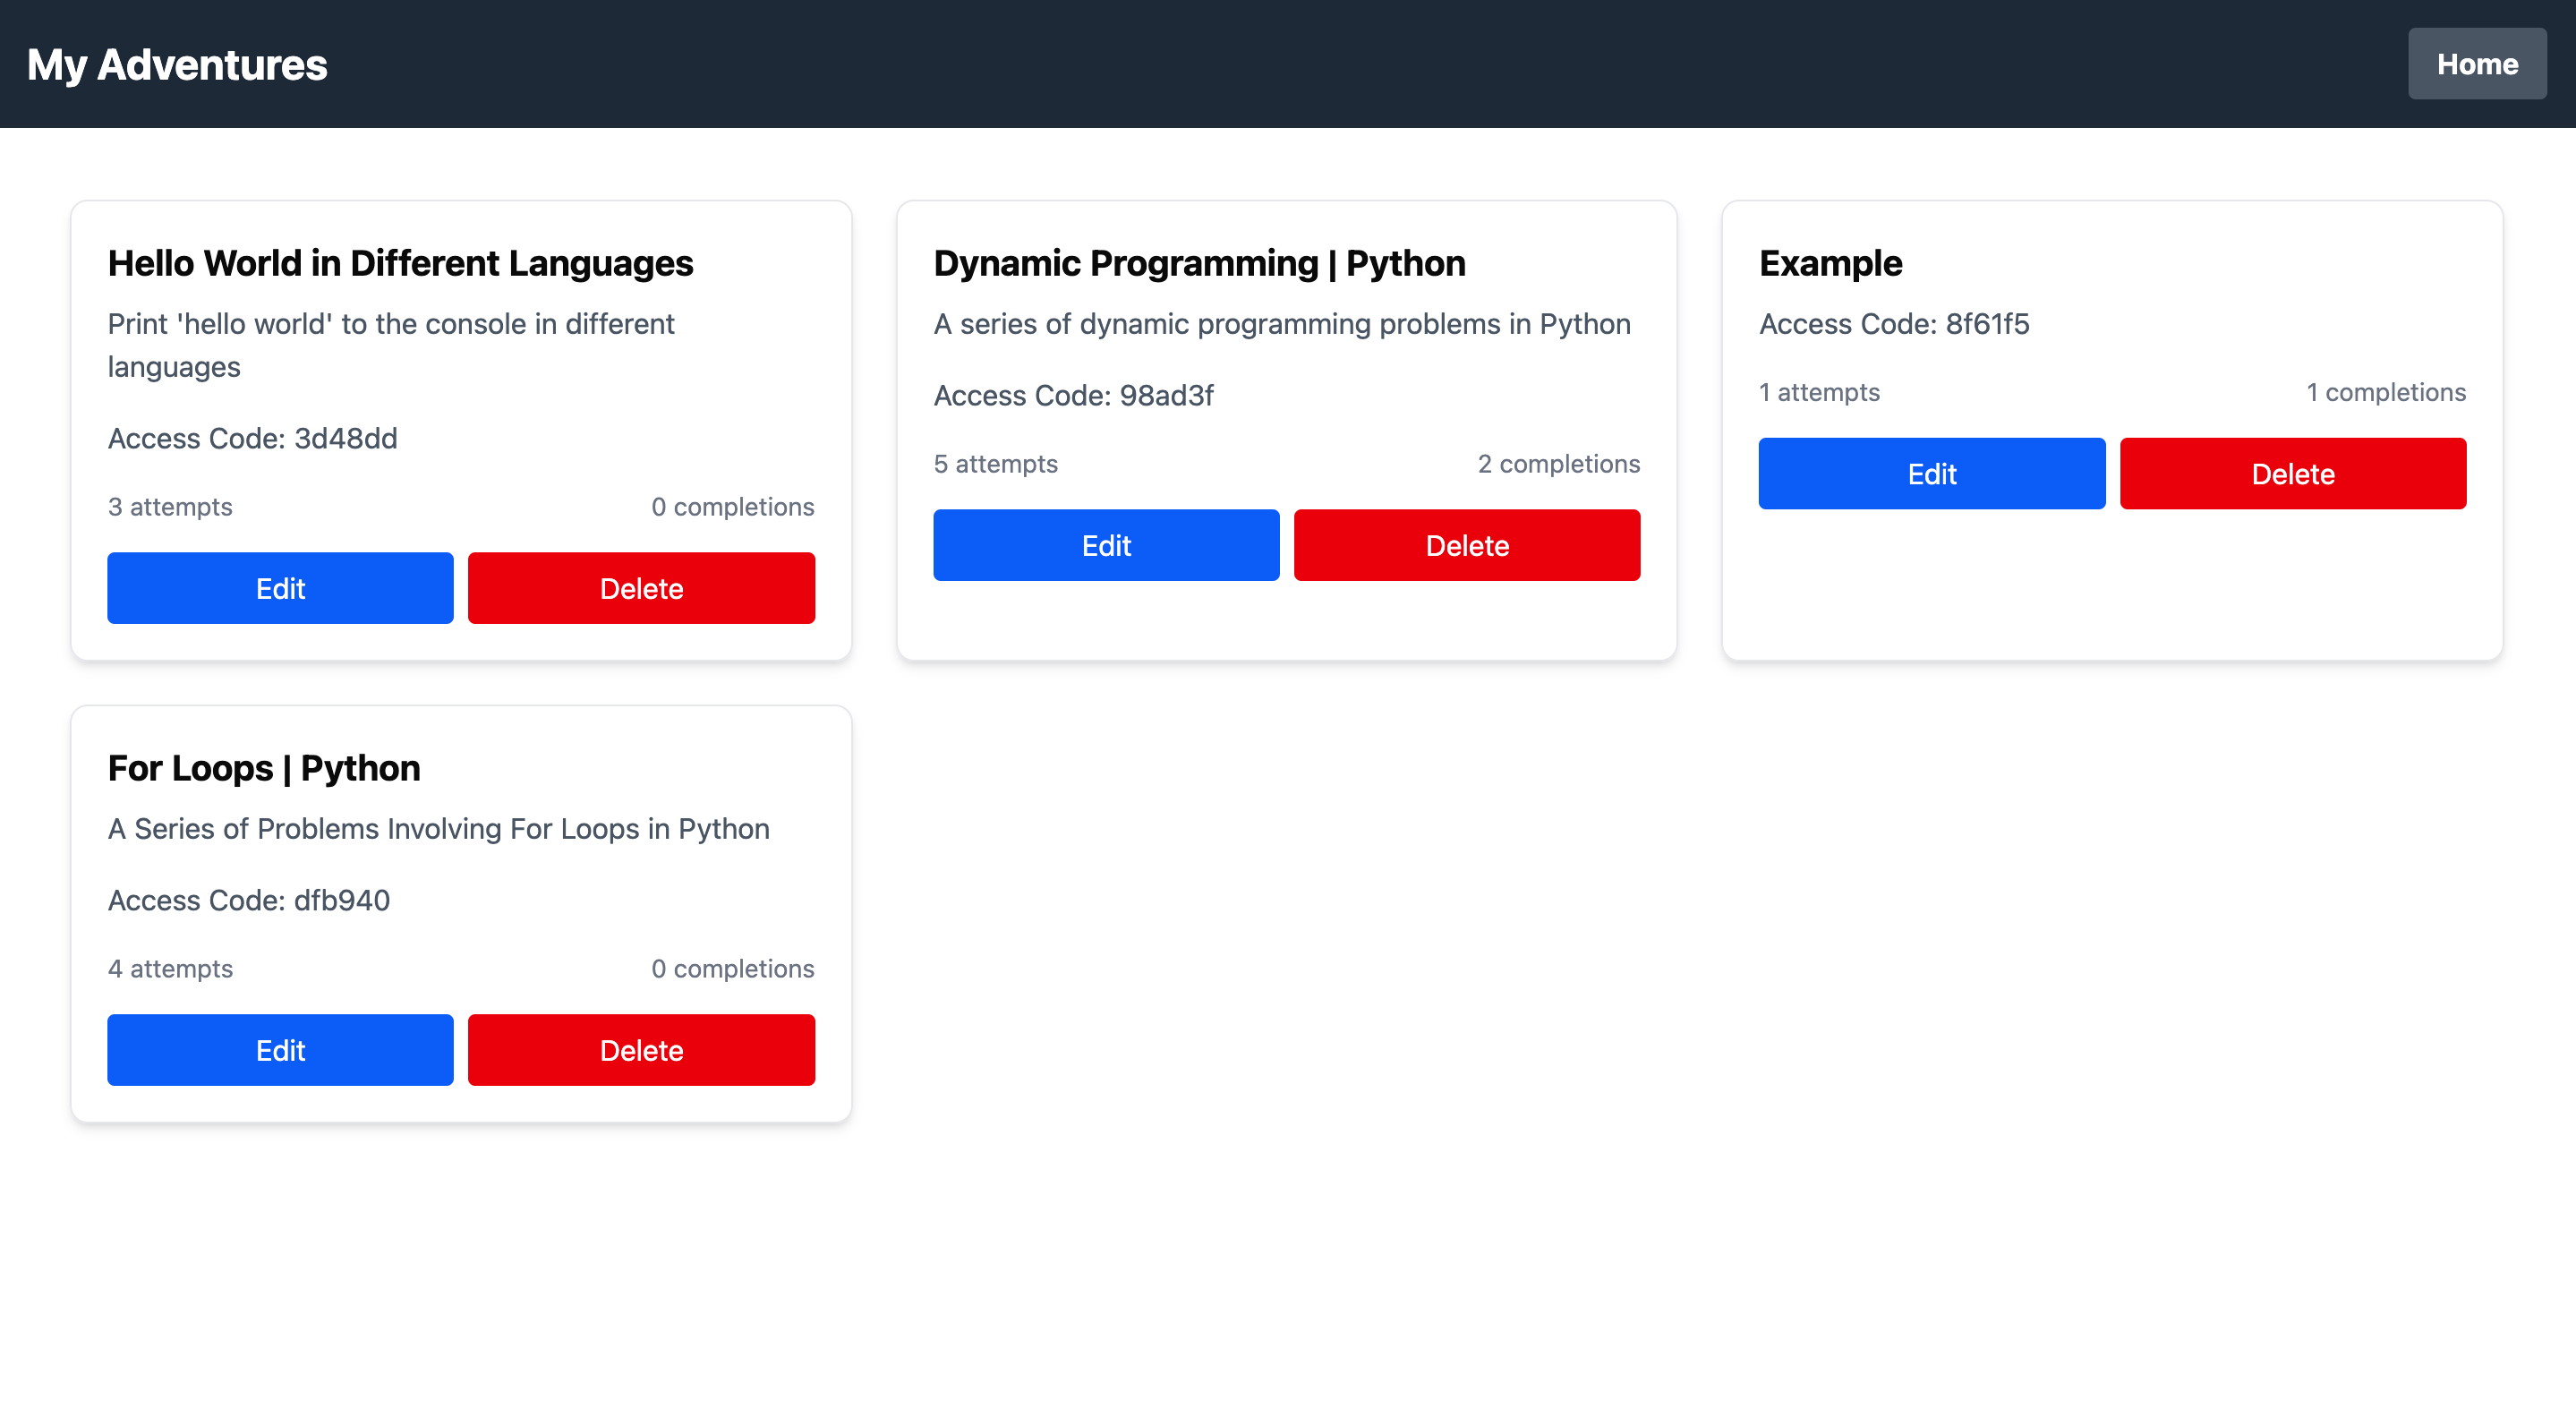 My Adventures
Home
Hello World in Different Languages
Print 'hello world' to the console in different
languages
Access Code: 3d48dd
3 attempts
0 completions
Edit
Delete
Dynamic Programming | Python
A series of dynamic programming problems in Python
Access Code: 98ad3f
5 attempts
2 completions
Edit
Delete
Example
Access Code: 8f61f5
1 attempts
1 completions
Edit
Delete
For Loops | Python
A Series of Problems Involving For Loops in Python
Access Code: dfb940
4 attempts
0 completions
Edit
Delete